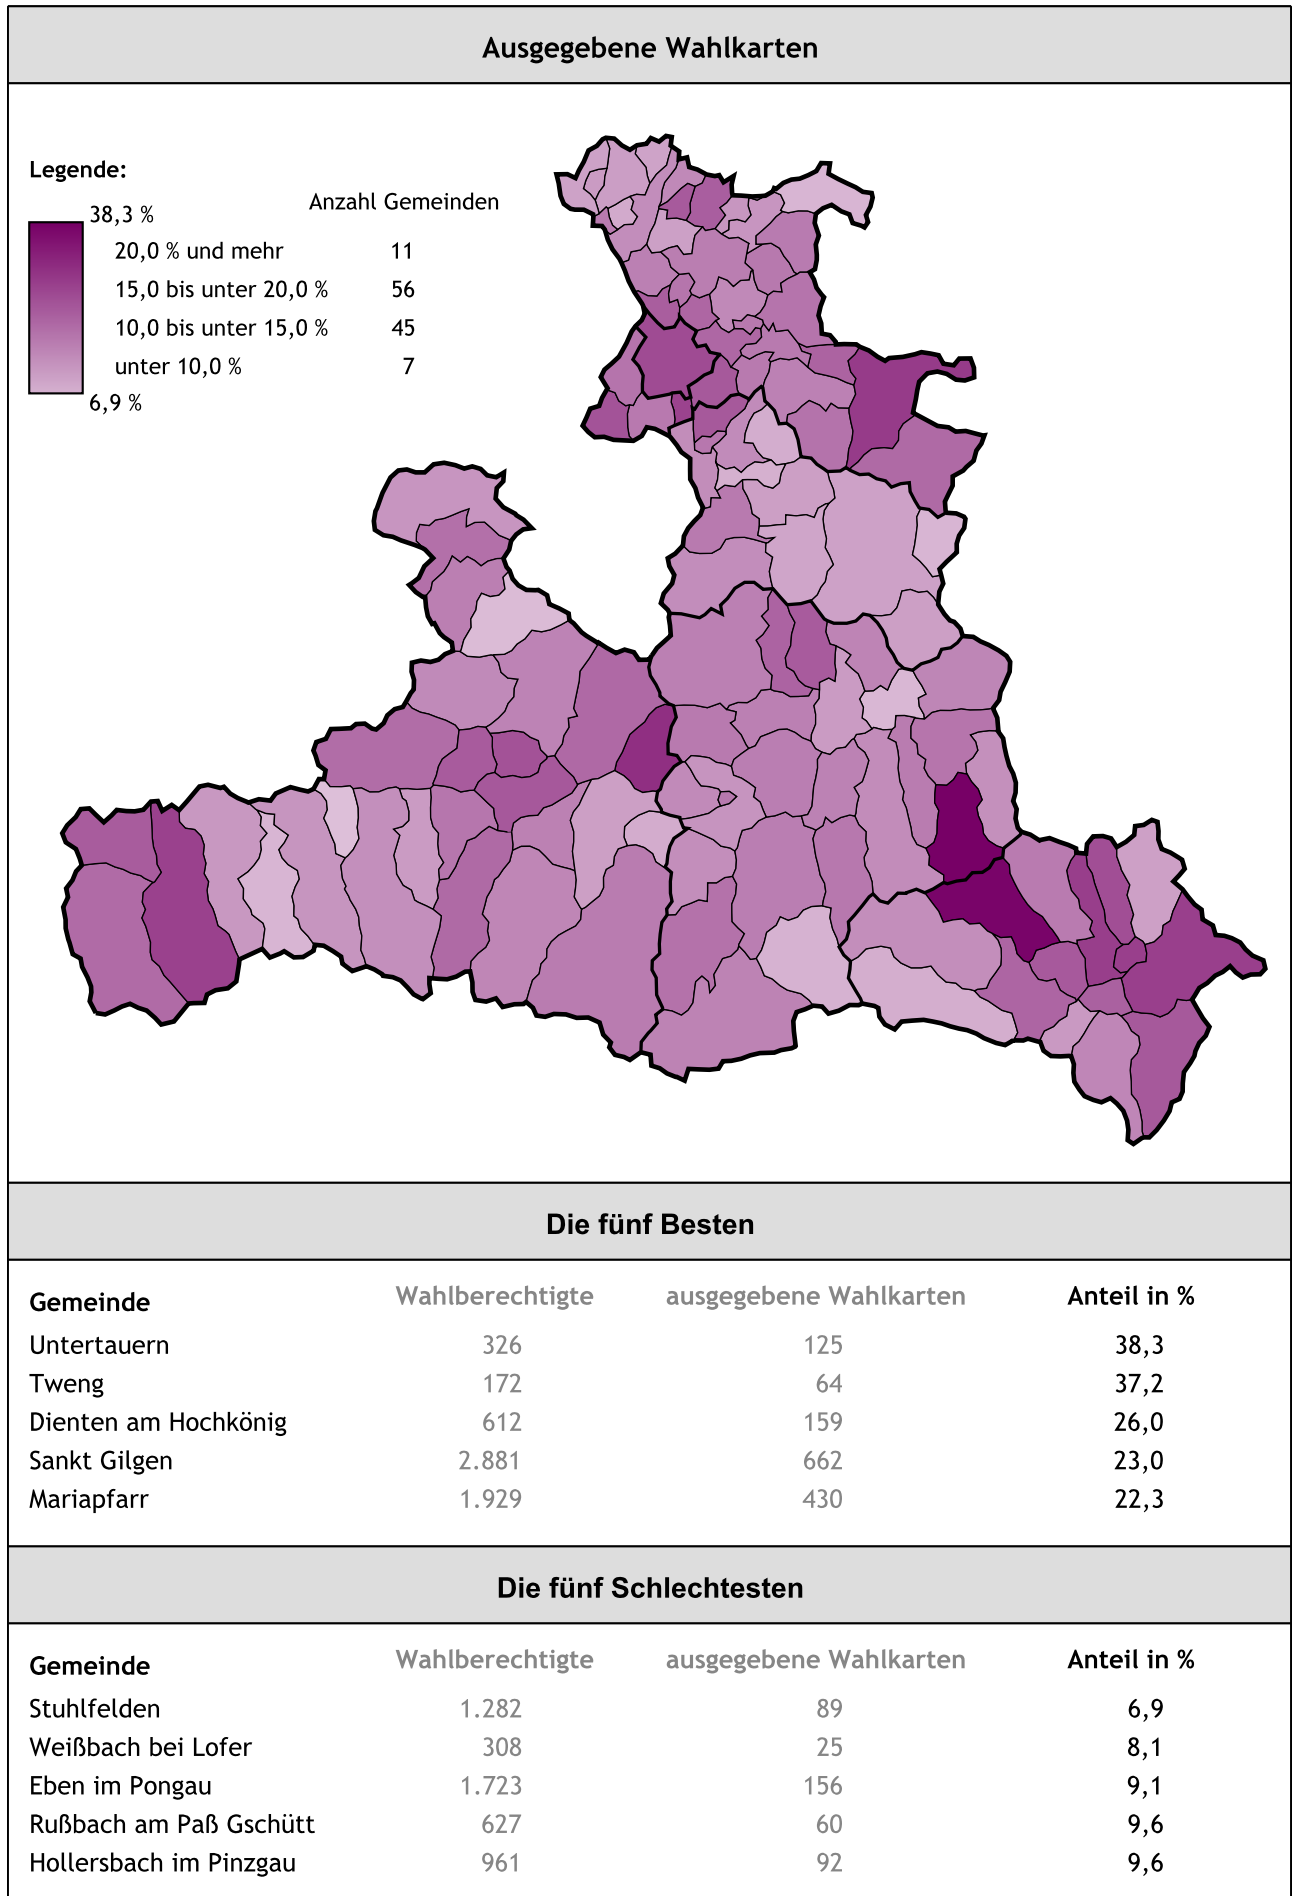 Ausgegebene Wahlkarten
Legende:
Anzahl Gemeinden
38,3 %
20,0 % und mehr 11
15,0 bis unter 20,0 % 56
10,0 bis unter 15,0 % 45
unter 10,0 % 7
6,9 %
Die fünf Besten
Gemeinde Wahlberechtigte ausgegebene Wahlkarten Anteil in %
Untertauern 326 125 38,3
Tweng 172 64 37,2
Dienten am Hochkönig 612 159 26,0
Sankt Gilgen 2.881 662 23,0
Mariapfarr 1.929 430 22,3
Die fünf Schlechtesten
Gemeinde Wahlberechtigte ausgegebene Wahlkarten Anteil in %
Stuhlfelden 1.282 89 6,9
Weißbach bei Lofer 308 25 8,1
Eben im Pongau 1.723 156 9,1
Rußbach am Paß Gschütt 627 60 9,6
Hollersbach im Pinzgau 961 92 9,6